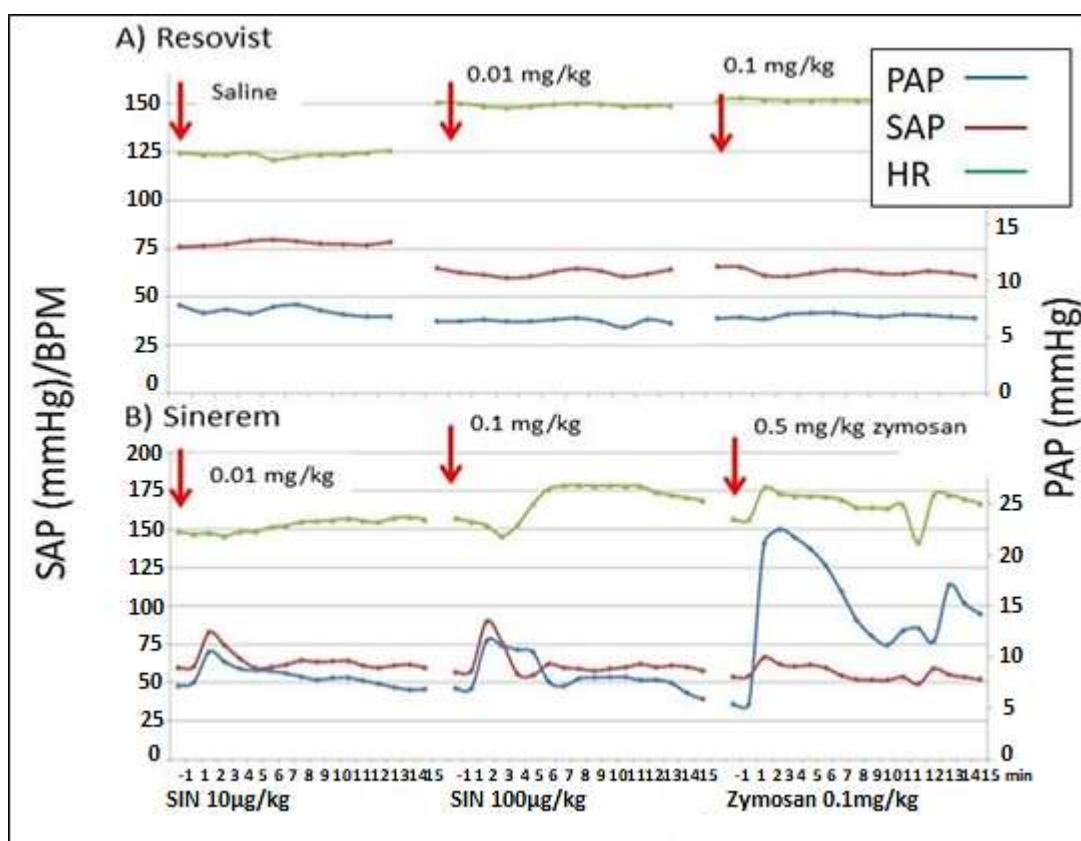 A) Resovist
Saline
0.01 mg/kg
0.1 mg/kg
PAP
SAP
HR
150
125
100
75
50
25
0
15
10
5
0
SAP (mmHg)/BPM
PAP (mmHg)
B) Sinerem
0.01 mg/kg
0.1 mg/kg
0.5 mg/kg zymosan
200
175
150
125
100
75
50
25
0
25
20
15
10
5
0
-1 1 2 3 4 5 6 7 8 9 10 11 12 13 14 15 -1 1 2 3 4 5 6 7 8 9 10 11 12 13 14 15 -1 1 2 3 4 5 6 7 8 9 10 11 12 13 14 15 min
SIN 10µg/kg
SIN 100µg/kg
Zymosan 0.1mg/kg